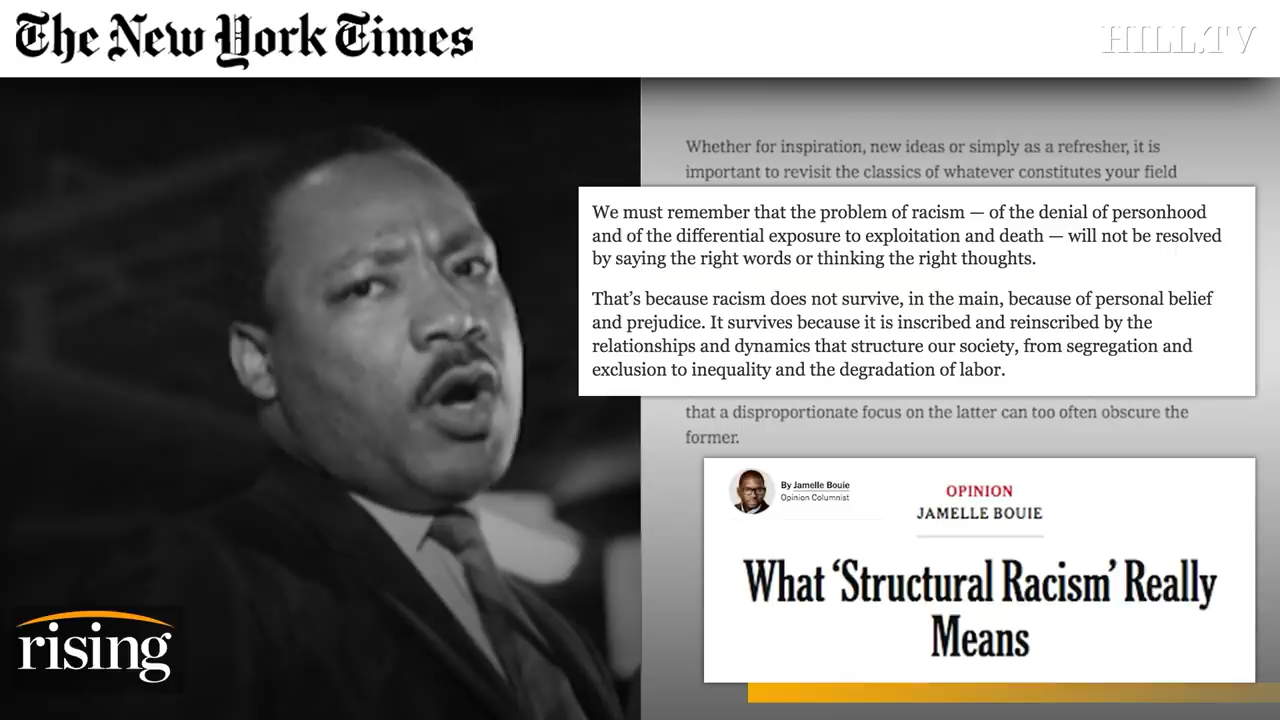 The New York Times
HILL.TV
Whether for inspiration, new ideas or simply as a refresher, it is
important to revisit the classics of whatever constitutes your field
We must remember that the problem of racism — of the denial of personhood
and of the differential exposure to exploitation and death — will not be resolved
by saying the right words or thinking the right thoughts.
That’s because racism does not survive, in the main, because of personal belief
and prejudice. It survives because it is inscribed and reinscribed by the
relationships and dynamics that structure our society, from segregation and
exclusion to inequality and the degradation of labor.
that a disproportionate focus on the latter can too often obscure the
former.
By Jamelle Bouie
Opinion Columnist
OPINION
JAMELLE BOUIE
What ‘Structural Racism’ Really
Means
rising